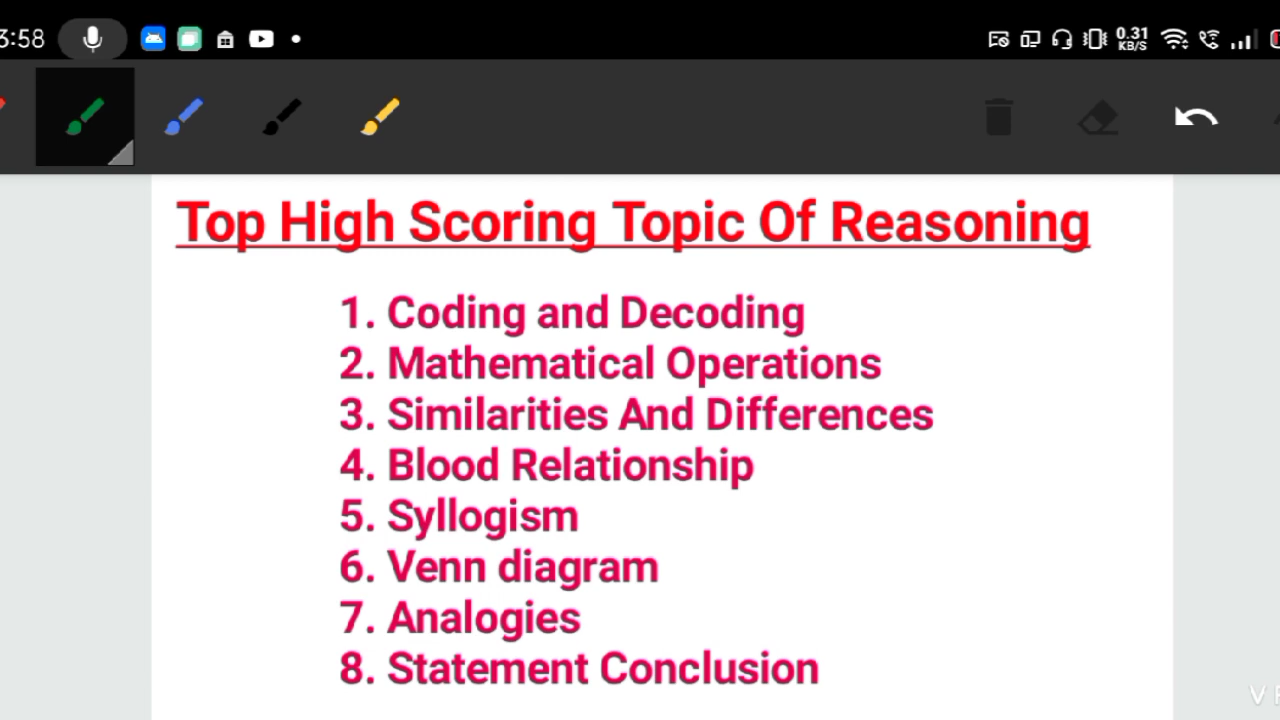 3:58
0.31
KB/S
Top High Scoring Topic Of Reasoning
1. Coding and Decoding
2. Mathematical Operations
3. Similarities And Differences
4. Blood Relationship
5. Syllogism
6. Venn diagram
7. Analogies
8. Statement Conclusion